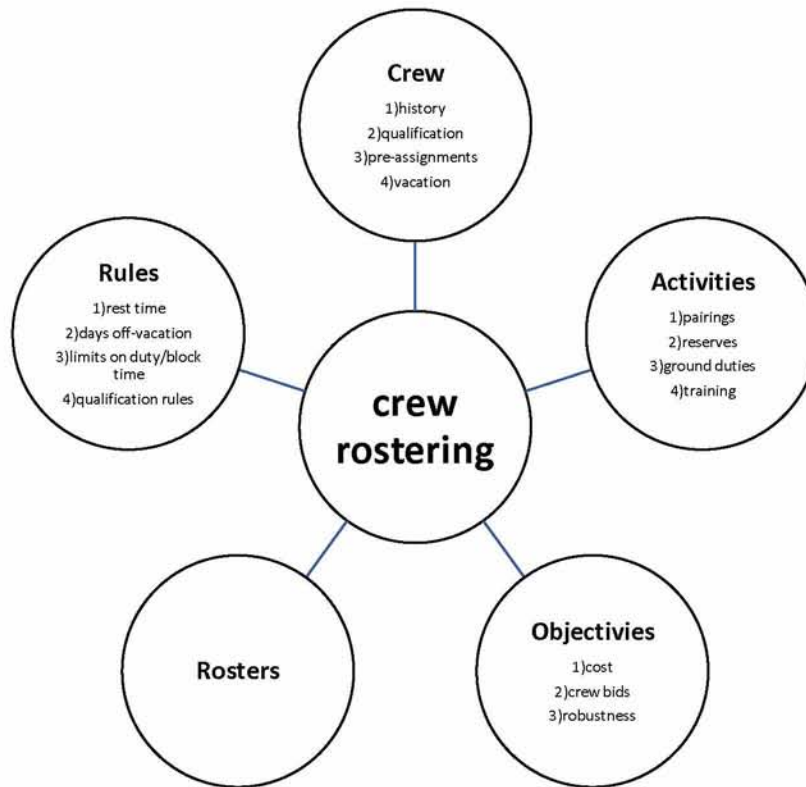 Crew
1)history
2)qualification
3)pre-assignments
4)vacation
Rules
1)rest time
2)days off-vacation
3)limits on duty/block
time
4)qualification rules
Activities
1)pairings
2)reserves
3)ground duties
4)training
crew
rostering
Rosters
Objectivies
1)cost
2)crew bids
3)robustness